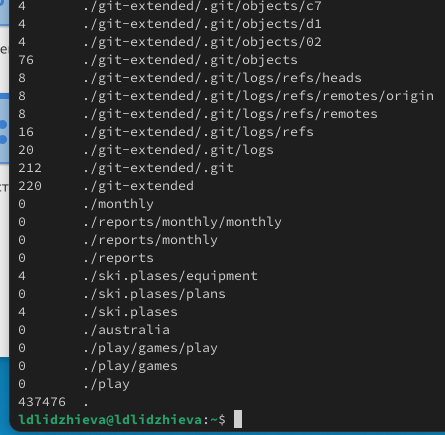 4 ./git-extended/.git/objects/c7
4 ./git-extended/.git/objects/d1
4 ./git-extended/.git/objects/02
76 ./git-extended/.git/objects
8 ./git-extended/.git/logs/refs/heads
8 ./git-extended/.git/logs/refs/remotes/origin
8 ./git-extended/.git/logs/refs/remotes
16 ./git-extended/.git/logs/refs
20 ./git-extended/.git/logs
212 ./git-extended/.git
220 ./git-extended
0 ./monthly
0 ./reports/monthly/monthly
0 ./reports/monthly
0 ./reports
4 ./ski.plases/equipment
0 ./ski.plases/plans
4 ./ski.plases
0 ./australia
0 ./play/games/play
0 ./play/games
0 ./play
437476 .
ldlidzhieva@ldlidzhieva:~$